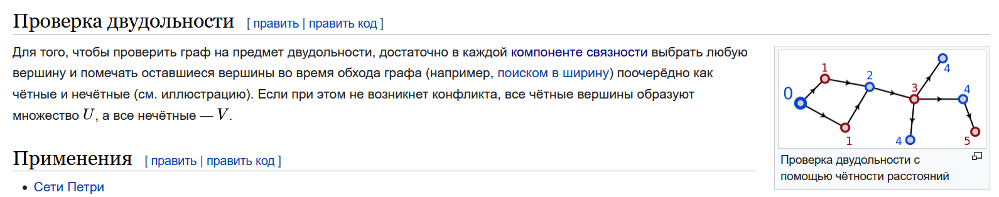 Проверка двудольности [ править | править код ]
Для того, чтобы проверить граф на предмет двудольности, достаточно в каждой компоненте связности выбрать любую
вершину и помечать оставшиеся вершины во время обхода графа (например, поиском в ширину) поочерёдно как
чётные и нечётные (см. иллюстрацию). Если при этом не возникнет конфликта, все чётные вершины образуют
множество U, а все нечётные — V.
0
1
1
2
3
4
4
4
5
Проверка двудольности с
помощью чётности расстояний
Применения [ править | править код ]
• Сети Петри